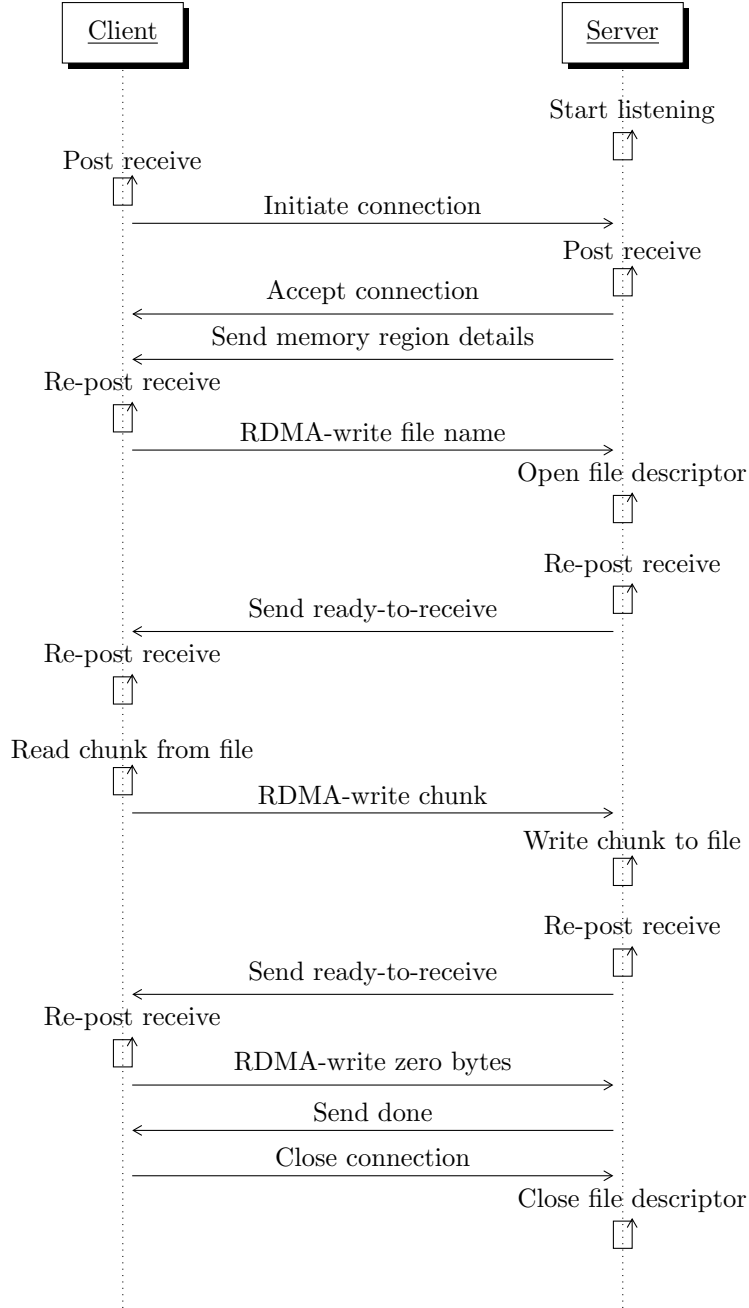 Client
Server
Start listening
Post receive
Initiate connection
Post receive
Accept connection
Send memory region details
Re-post receive
RDMA-write file name
Open file descriptor
Re-post receive
Send ready-to-receive
Re-post receive
Read chunk from file
RDMA-write chunk
Write chunk to file
Re-post receive
Send ready-to-receive
Re-post receive
RDMA-write zero bytes
Send done
Close connection
Close file descriptor